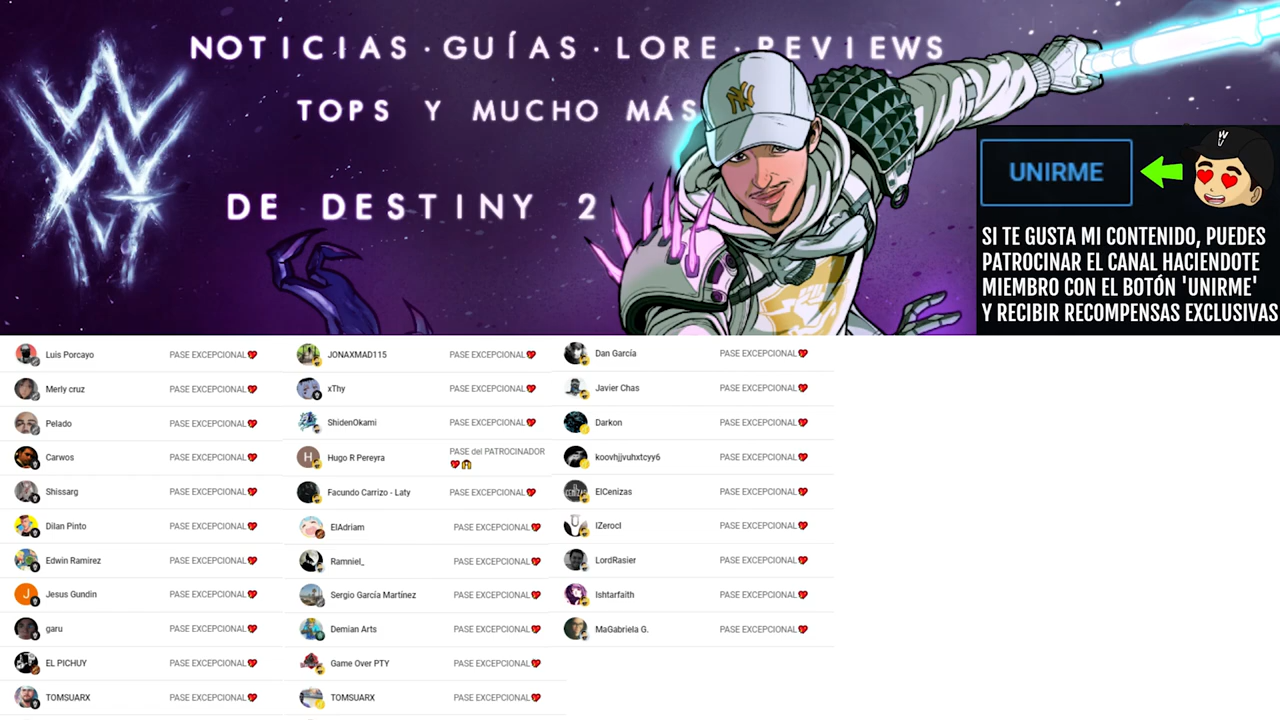 NOTICIAS · GUÍAS · LORE · REVIEWS
TOPS Y MUCHO MÁS
DE DESTINY 2
UNIRME
SI TE GUSTA MI CONTENIDO, PUEDES
PATROCINAR EL CANAL HACIENDOTE
MIEMBRO CON EL BOTÓN 'UNIRME'
Y RECIBIR RECOMPENSAS EXCLUSIVAS
Luis Porcayo PASE EXCEPCIONAL
Merly cruz PASE EXCEPCIONAL
Pelado PASE EXCEPCIONAL
Carwos PASE EXCEPCIONAL
Shissarg PASE EXCEPCIONAL
Dilan Pinto PASE EXCEPCIONAL
Edwin Ramirez PASE EXCEPCIONAL
J Jesus Gundin PASE EXCEPCIONAL
garu PASE EXCEPCIONAL
EL PICHUY PASE EXCEPCIONAL
TOMSUARX PASE EXCEPCIONAL
JONAXMAD115 PASE EXCEPCIONAL
xThy PASE EXCEPCIONAL
ShidenOkami PASE EXCEPCIONAL
H Hugo R Pereyra PASE del PATROCINADOR
Facundo Carrizo - Laty PASE EXCEPCIONAL
ElAdriam PASE EXCEPCIONAL
Ramniel_ PASE EXCEPCIONAL
Sergio García Martínez PASE EXCEPCIONAL
Demian Arts PASE EXCEPCIONAL
Game Over PTY PASE EXCEPCIONAL
TOMSUARX PASE EXCEPCIONAL
Dan García PASE EXCEPCIONAL
Javier Chas PASE EXCEPCIONAL
Darkon PASE EXCEPCIONAL
koovhjjvuhxtcyy6 PASE EXCEPCIONAL
ElCenizas PASE EXCEPCIONAL
IZerocI PASE EXCEPCIONAL
LordRasier PASE EXCEPCIONAL
Ishtarfaith PASE EXCEPCIONAL
MaGabriela G. PASE EXCEPCIONAL